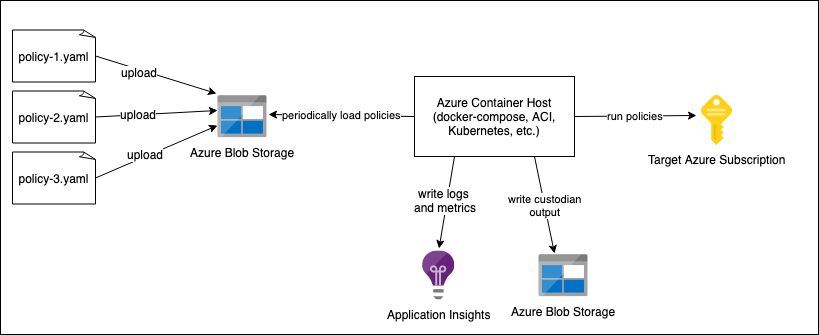 policy-1.yaml
upload
policy-2.yaml
upload
policy-3.yaml
upload
Azure Blob Storage
periodically load policies
Azure Container Host
(docker-compose, ACI,
Kubernetes, etc.)
run policies
Target Azure Subscription
write logs
and metrics
write custodian
output
Application Insights
Azure Blob Storage